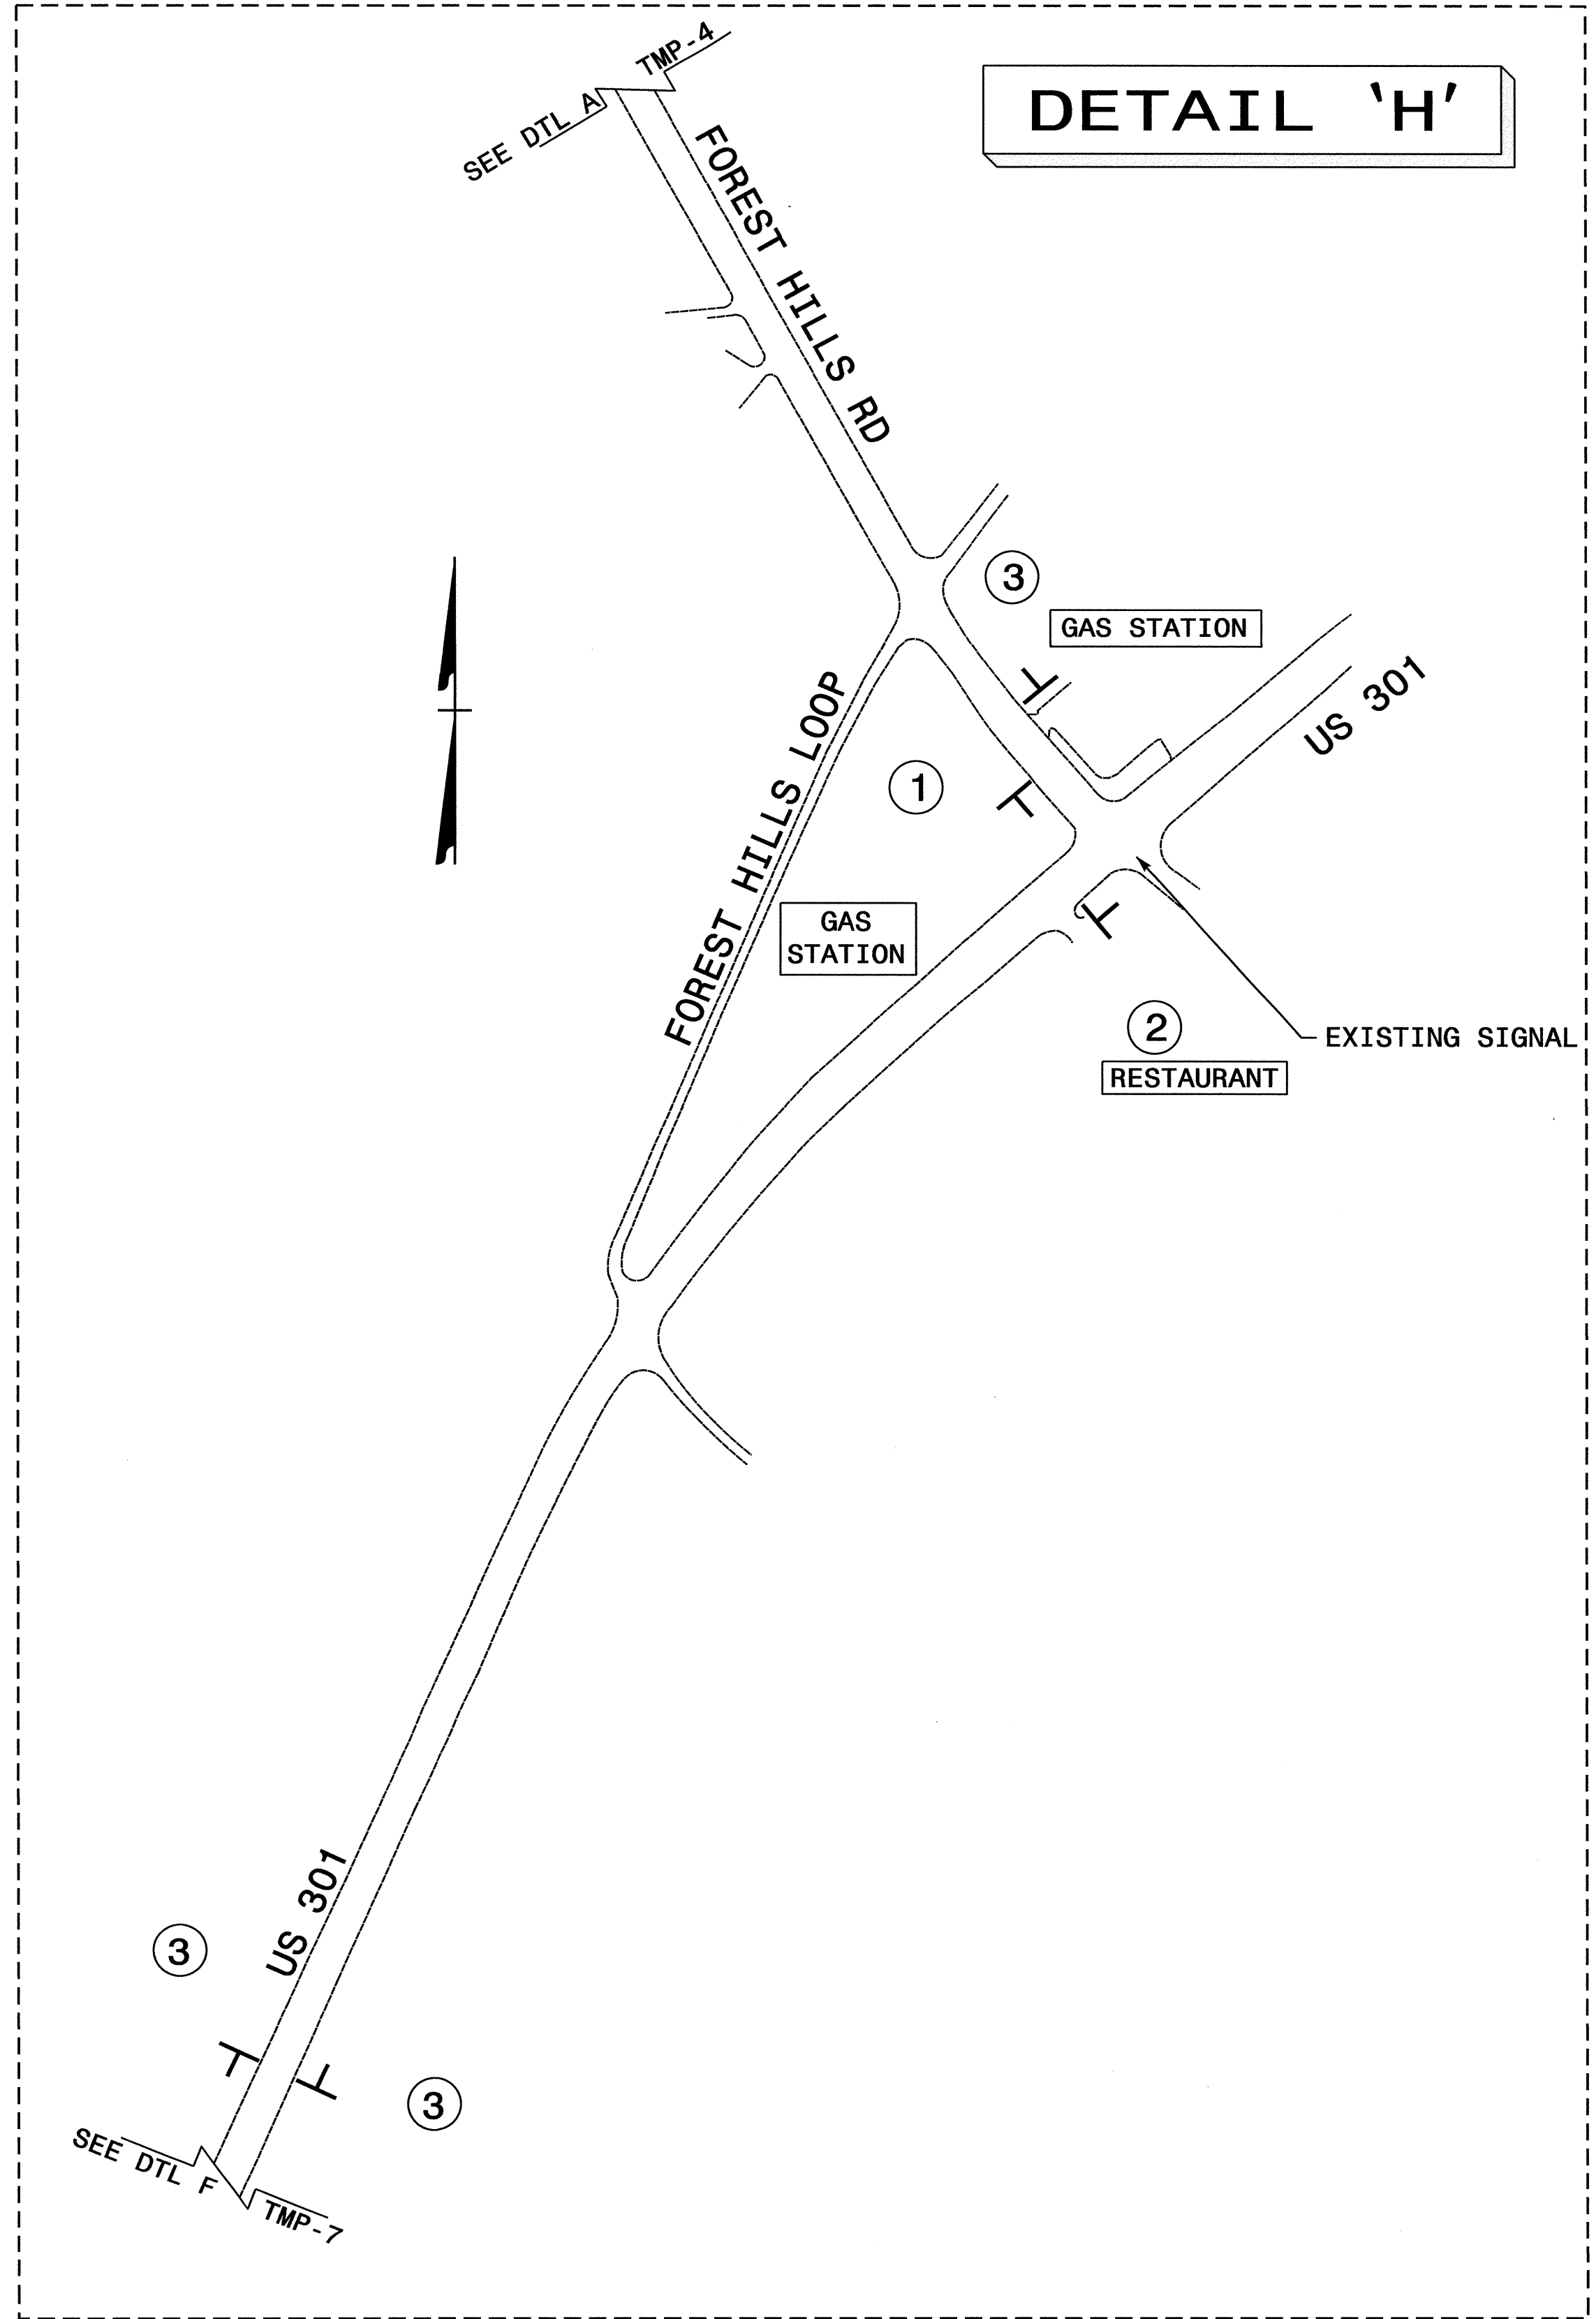 TMP-4
SEE DTL A
DETAIL 'H'
FOREST HILLS RD
3
GAS STATION
US 301
FOREST HILLS LOOP
1
GAS
STATION
2
EXISTING SIGNAL
RESTAURANT
US 301
3
3
SEE DTL F
TMP-7